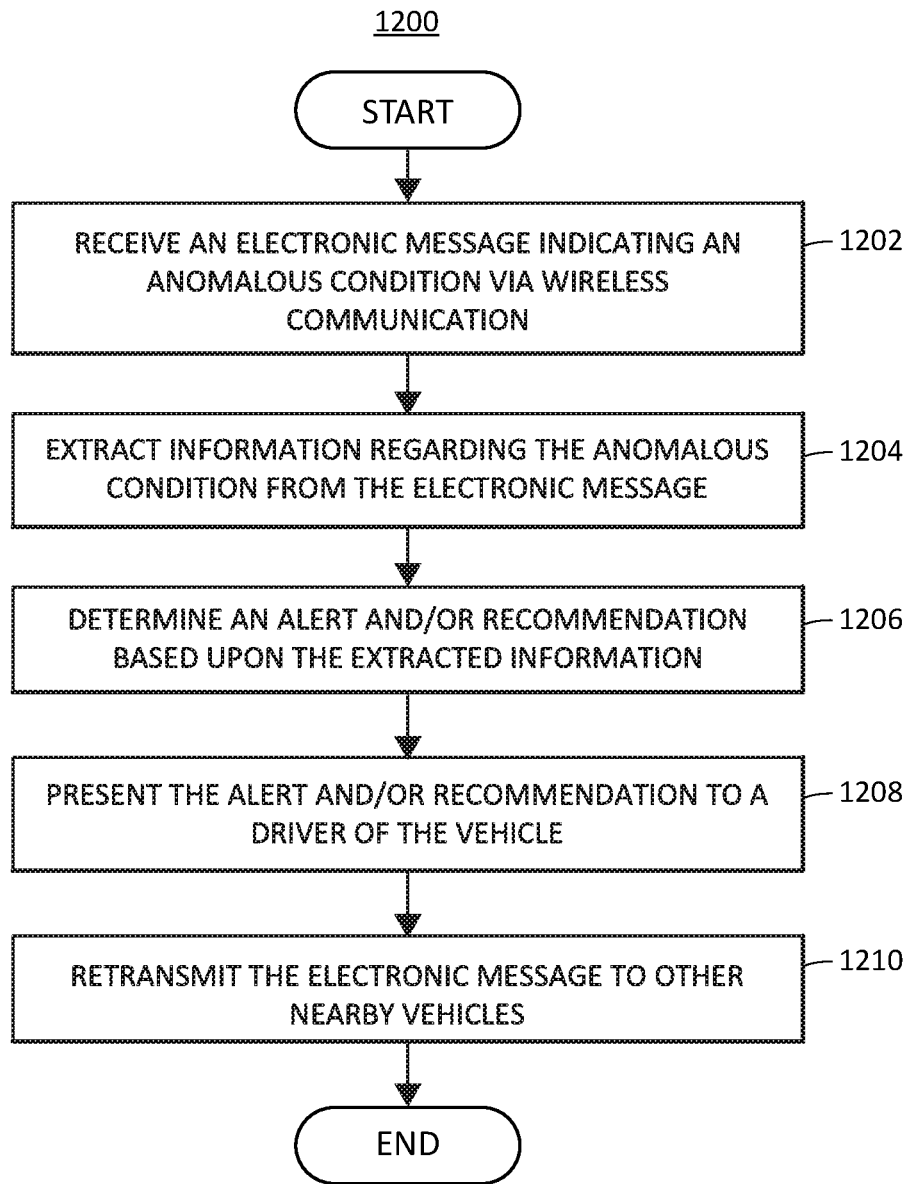 1200
START
RECEIVE AN ELECTRONIC MESSAGE INDICATING AN
ANOMALOUS CONDITION VIA WIRELESS
COMMUNICATION
1202
EXTRACT INFORMATION REGARDING THE ANOMALOUS
CONDITION FROM THE ELECTRONIC MESSAGE
1204
DETERMINE AN ALERT AND/OR RECOMMENDATION
BASED UPON THE EXTRACTED INFORMATION
1206
PRESENT THE ALERT AND/OR RECOMMENDATION TO A
DRIVER OF THE VEHICLE
1208
RETRANSMIT THE ELECTRONIC MESSAGE TO OTHER
NEARBY VEHICLES
1210
END